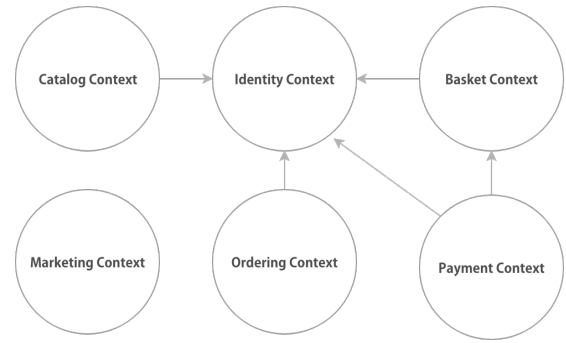 Catalog Context
Identity Context
Basket Context
Marketing Context
Ordering Context
Payment Context